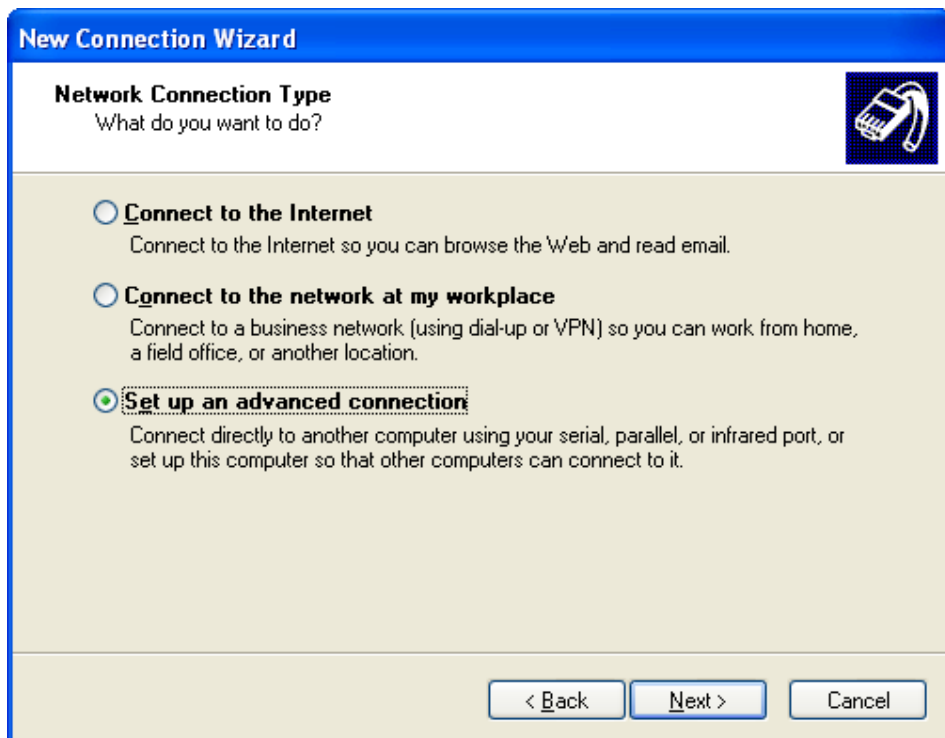 New Connection Wizard
Network Connection Type
What do you want to do?
Connect to the Internet
Connect to the Internet so you can browse the Web and read email.
Connect to the network at my workplace
Connect to a business network (using dial-up or VPN) so you can work from home,
a field office, or another location.
Set up an advanced connection
Connect directly to another computer using your serial, parallel, or infrared port, or
set up this computer so that other computers can connect to it.
< Back Next > Cancel